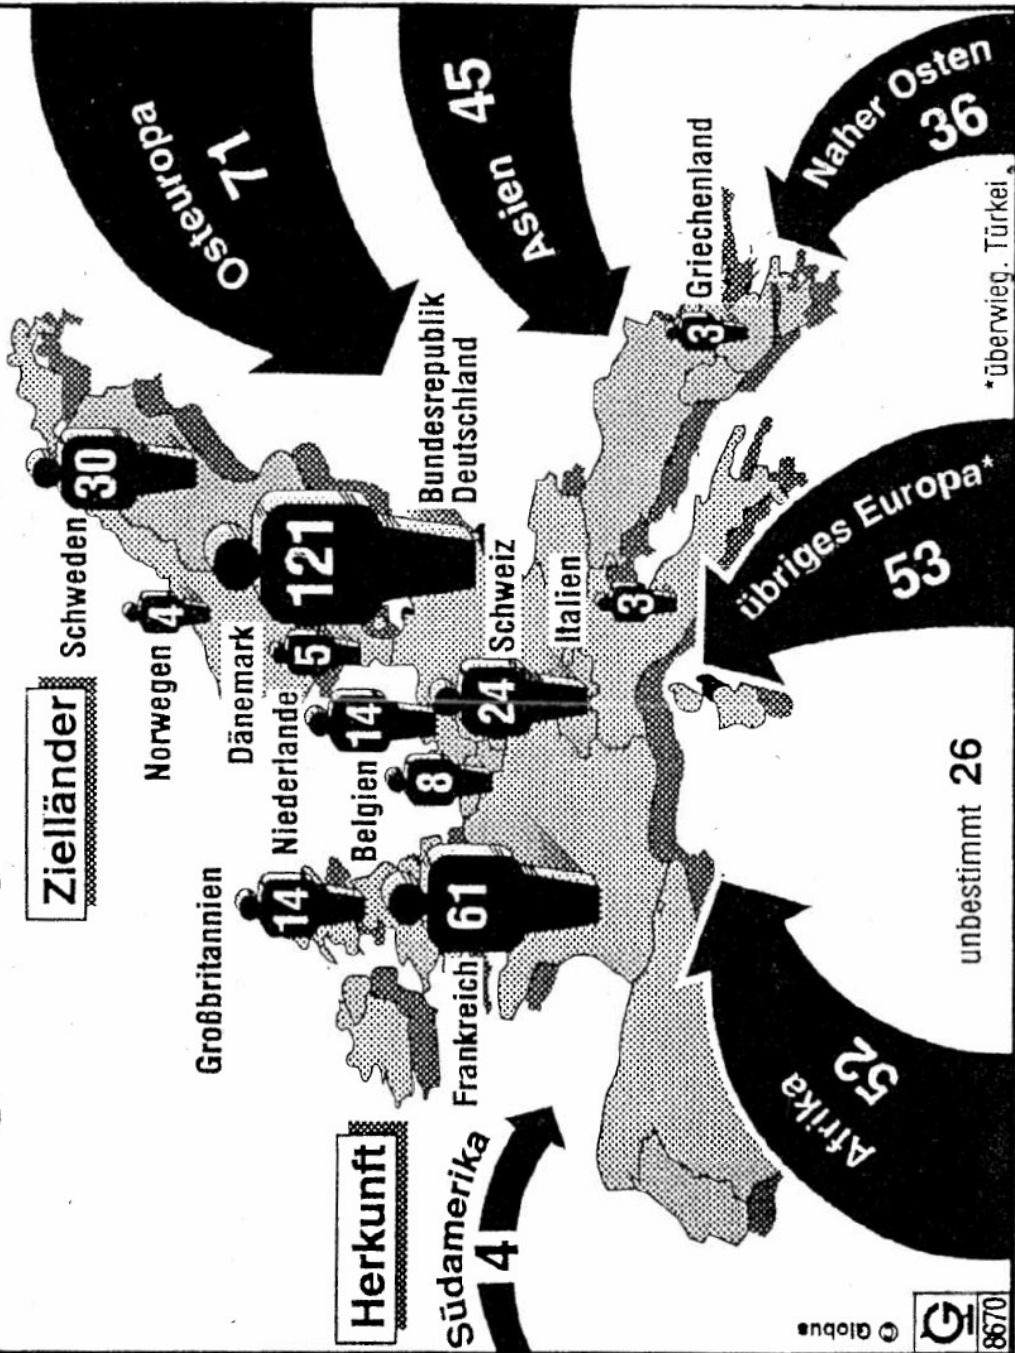 Zielländer
Schweden
30
Norwegen
4
Dänemark
5
Niederlande
14
Belgien
8
Großbritannien
14
Frankreich
61
Bundesrepublik
Deutschland
121
Schweiz
24
Italien
3
Griechenland
3
Herkunft
Südamerika
4
Osteuropa
71
Asien 45
Naher Osten
36
*überwieg. Türkei
übriges Europa*
53
unbestimmt 26
Afrika
52
© Globus
G
8670